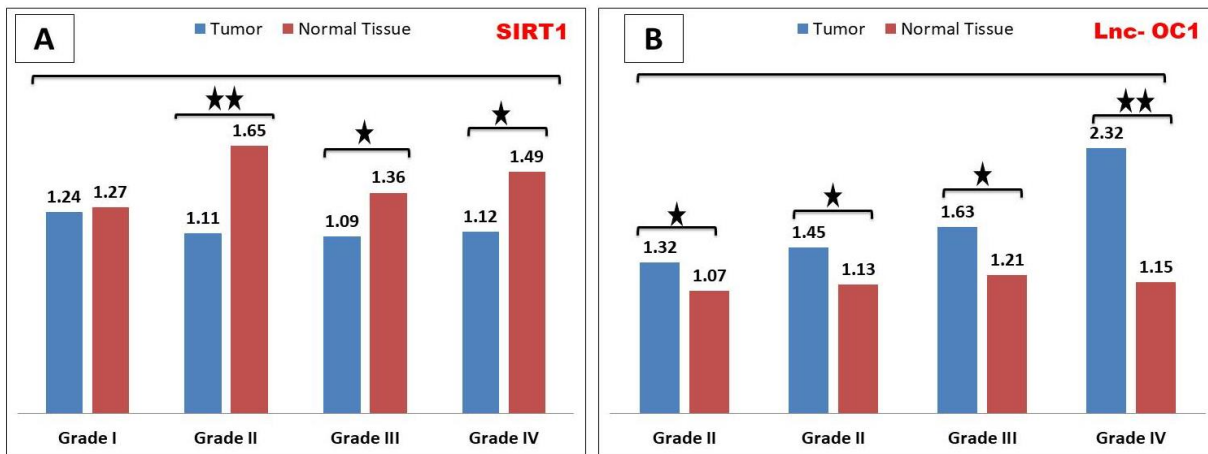 A
Tumor Normal Tissue
SIRT1
1.24 1.27 1.11 1.65 1.09 1.36 1.12 1.49
Grade I Grade II Grade III Grade IV
B
Tumor Normal Tissue
Lnc- OC1
1.32 1.07 1.45 1.13 1.63 1.21 2.32 1.15
Grade II Grade II Grade III Grade IV